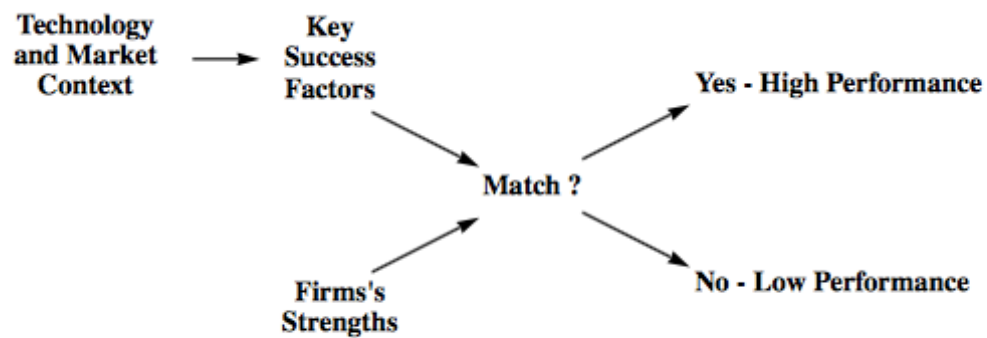 Technology
and Market
Context
Key
Success
Factors
Yes - High Performance
Match ?
No - Low Performance
Firms's
Strengths